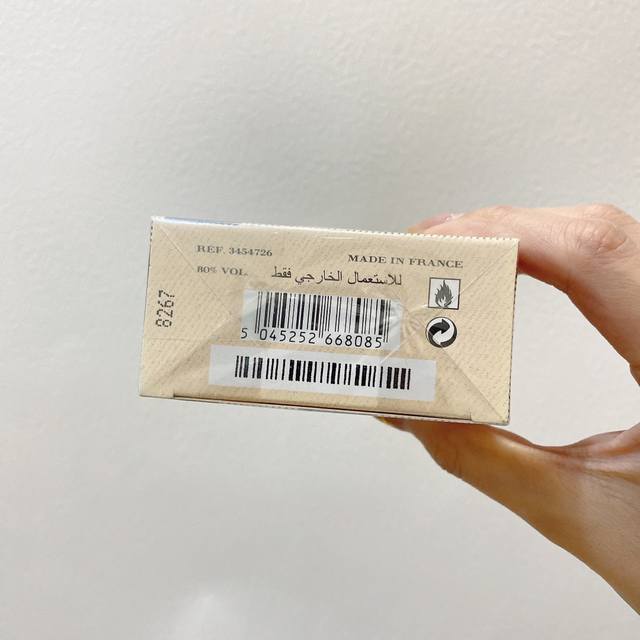 REF. 3454726
MADE IN FRANCE
80% VOL.
للاستعمال الخارجي فقط
5 045252 668085
8267